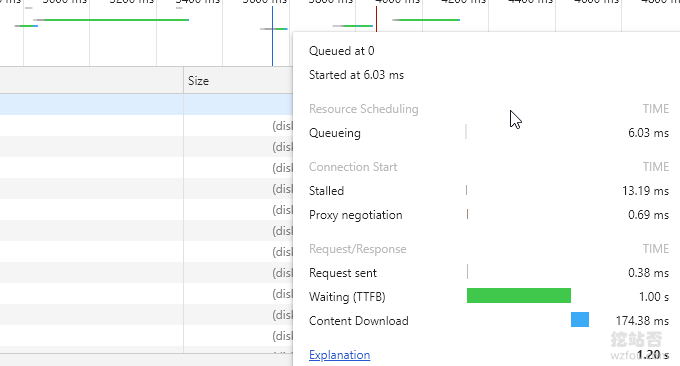 3000 ms 3200 ms 3400 ms 3600 ms 3800 ms 4000 ms 4200 ms 4400 ms 4600 ms 4800 ms
Queued at 0
Started at 6.03 ms
Size
Resource Scheduling TIME
Queueing 6.03 ms
Connection Start TIME
Stalled 13.19 ms
Proxy negotiation 0.69 ms
Request/Response TIME
Request sent 0.38 ms
Waiting (TTFB) 1.00 s
Content Download 174.38 ms
挖站否
Explanation 1.20 s
(disk
(disk
(disk
(disk
(disk
(disk
(disk
(disk
(disk
(disk
(disk